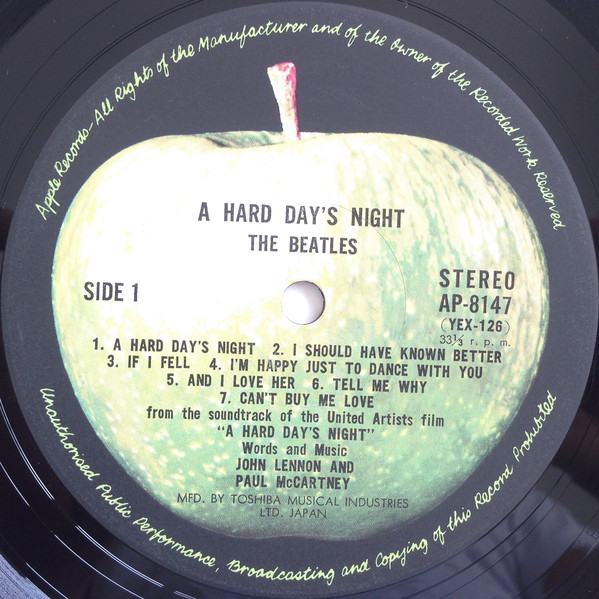 Apple Records–All Rights of the Manufacturer and of the Owner of the Recorded Work Reserved
A HARD DAY'S NIGHT
THE BEATLES
SIDE 1
STEREO
AP-8147
(YEX-126)
33⅓ r. p. m.
1. A HARD DAY'S NIGHT 2. I SHOULD HAVE KNOWN BETTER
3. IF I FELL 4. I'M HAPPY JUST TO DANCE WITH YOU
5. AND I LOVE HER 6. TELL ME WHY
7. CAN'T BUY ME LOVE
from the soundtrack of the United Artists film
"A HARD DAY'S NIGHT"
Words and Music
JOHN LENNON AND
PAUL McCARTNEY
MFD. BY TOSHIBA MUSICAL INDUSTRIES
LTD. JAPAN
Unauthorised Public Performance, Broadcasting and Copying of this Record Prohibited